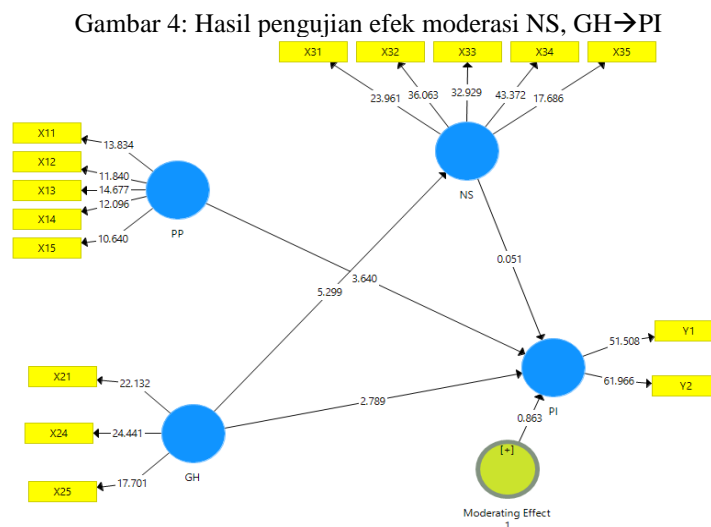 Gambar 4: Hasil pengujian efek moderasi NS, GH→PI
X31 X32 X33 X34 X35
23.961 36.063 32.929 43.372 17.686
NS
X11
X12
X13
X14
X15
13.834
11.840
14.677
12.096
10.640
PP
5.299
3.640
0.051
X21
X24
X25
22.132
24.441
17.701
GH
2.789
Y1
Y2
51.508
61.966
PI
0.863
[+]
Moderating Effect
1